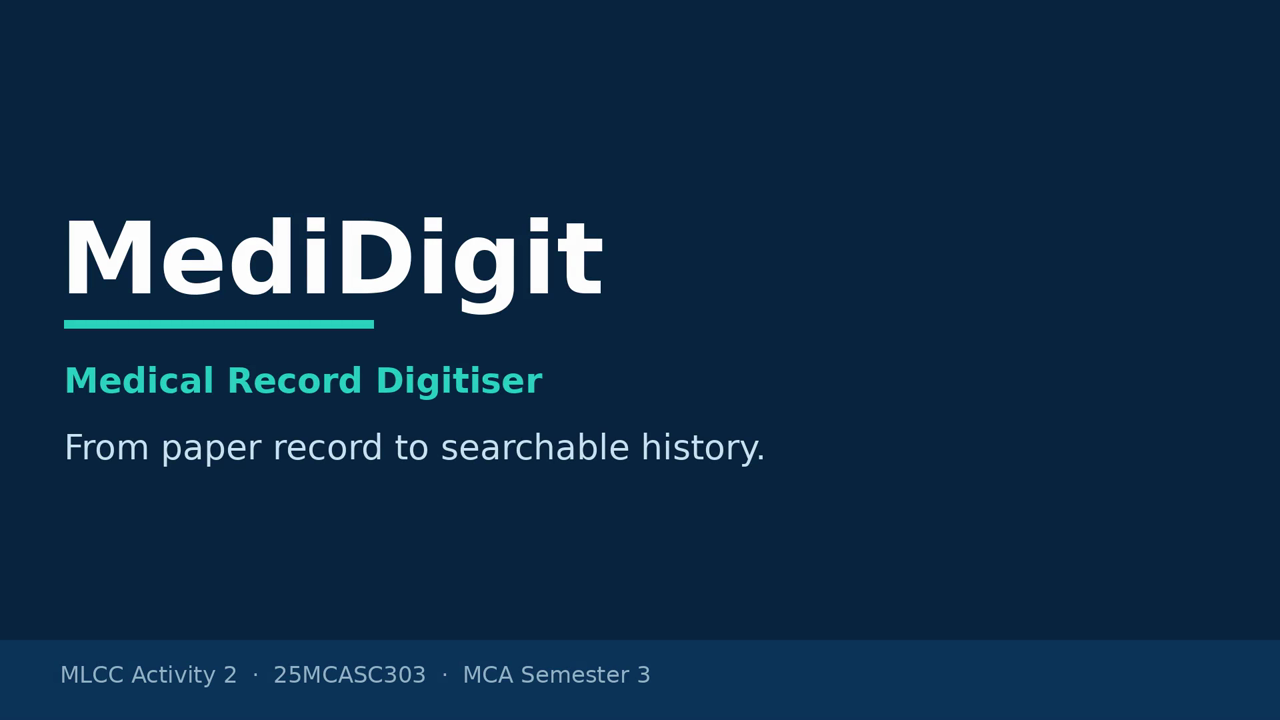 MediDigit
Medical Record Digitiser
From paper record to searchable history.
MLCC Activity 2 · 25MCASC303 · MCA Semester 3